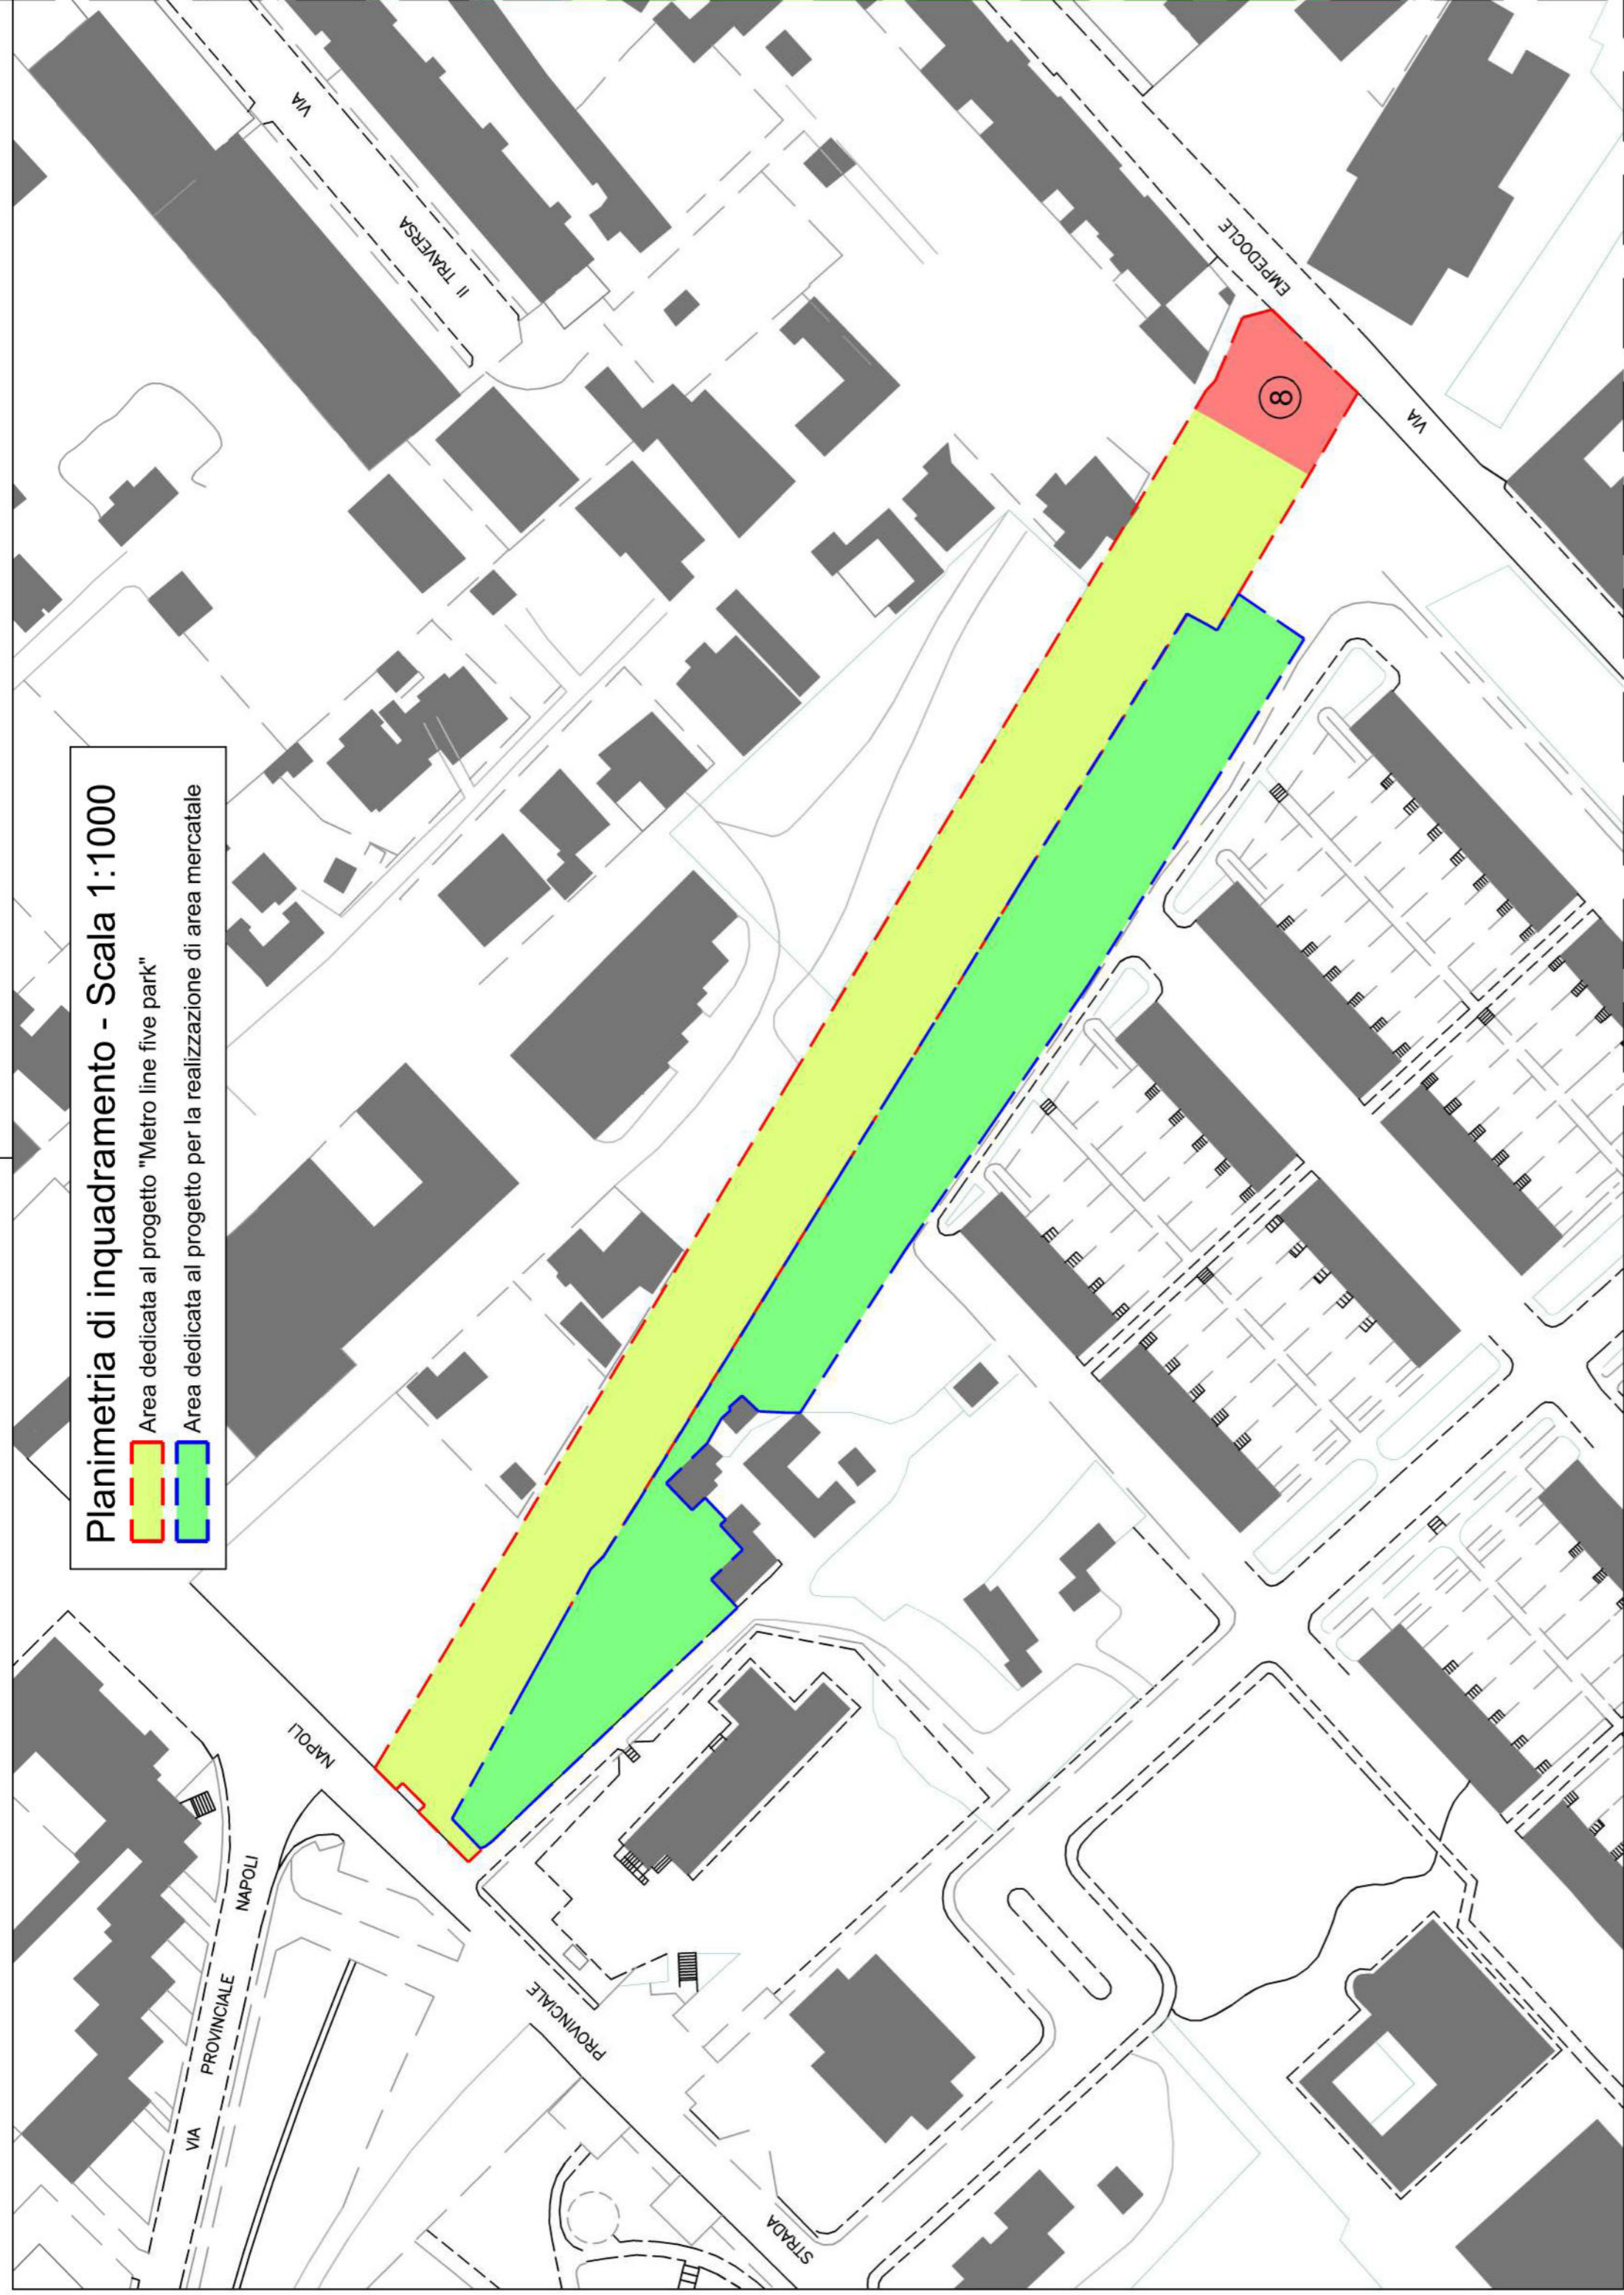 Planimetria di inquadramento - Scala 1:1000
Area dedicata al progetto "Metro line five park"
Area dedicata al progetto per la realizzazione di area mercatale
VIA
II TRAVERSA
EMPEDOCLE
VIA
8
NAPOLI
NAPOLI
PROVINCIALE
VIA
PROVINCIALE
STRADA